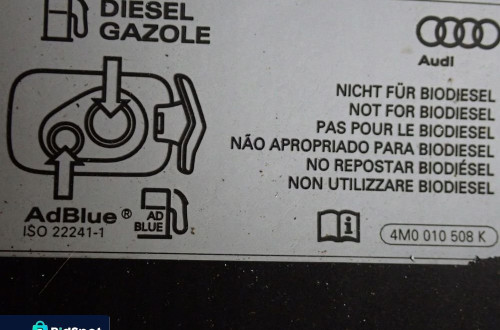 DIESEL
GAZOLE
Audi
NICHT FÜR BIODIESEL
NOT FOR BIODIESEL
PAS POUR LE BIODIESEL
NÃO APROPRIADO PARA BIODIESEL
NO REPOSTAR BIODIÉSEL
NON UTILIZZARE BIODIESEL
AdBlue®
ISO 22241-1
AD
BLUE
i
4M0 010 508 K
BidSpot